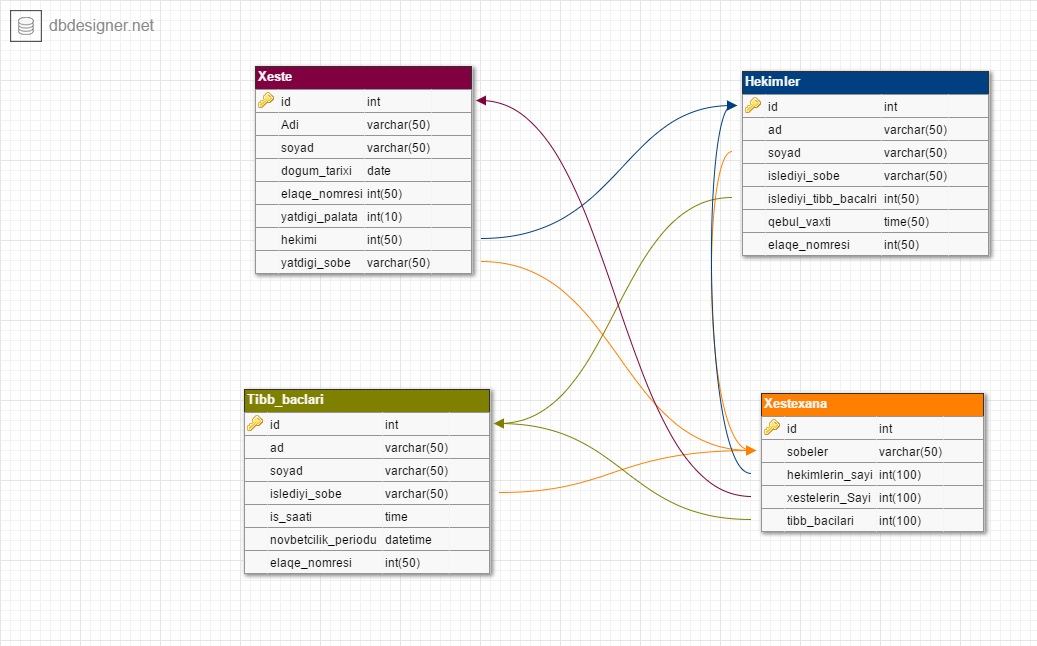 dbdesigner.net
Xeste
id int
Adi varchar(50)
soyad varchar(50)
dogum_tarixi date
elaqe_nomresi int(50)
yatdigi_palata int(10)
hekimi int(50)
yatdigi_sobe varchar(50)
Hekimler
id int
ad varchar(50)
soyad varchar(50)
islediyi_sobe varchar(50)
islediyi_tibb_bacalri int(50)
qebul_vaxti time(50)
elaqe_nomresi int(50)
Tibb_baclari
id int
ad varchar(50)
soyad varchar(50)
islediyi_sobe varchar(50)
is_saati time
novbetcilik_periodu datetime
elaqe_nomresi int(50)
Xestexana
id int
sobeler varchar(50)
hekimlerin_sayi int(100)
xestelerin_Sayi int(100)
tibb_bacilari int(100)